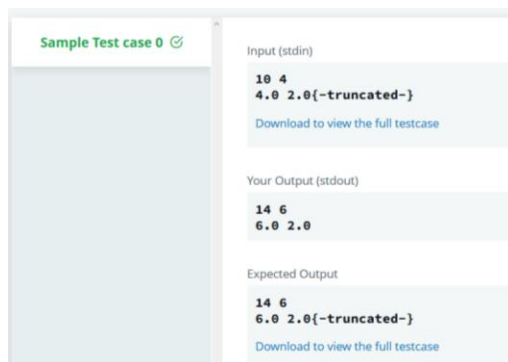 Sample Test case 0
Input (stdin)
10 4
4.0 2.0{-truncated-}
Download to view the full testcase
Your Output (stdout)
14 6
6.0 2.0
Expected Output
14 6
6.0 2.0{-truncated-}
Download to view the full testcase